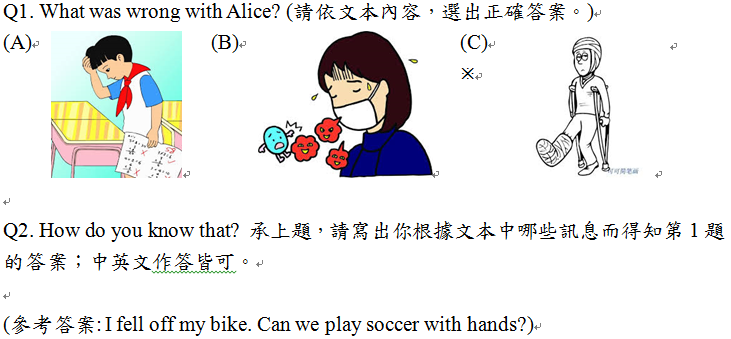 Q1. What was wrong with Alice? (請依文本內容，選出正確答案。)
(A) (B) (C)
※
Q2. How do you know that? 承上題，請寫出你根據文本中哪些訊息而得知第 1 題
的答案；中英文作答皆可。
(參考答案: I fell off my bike. Can we play soccer with hands?)